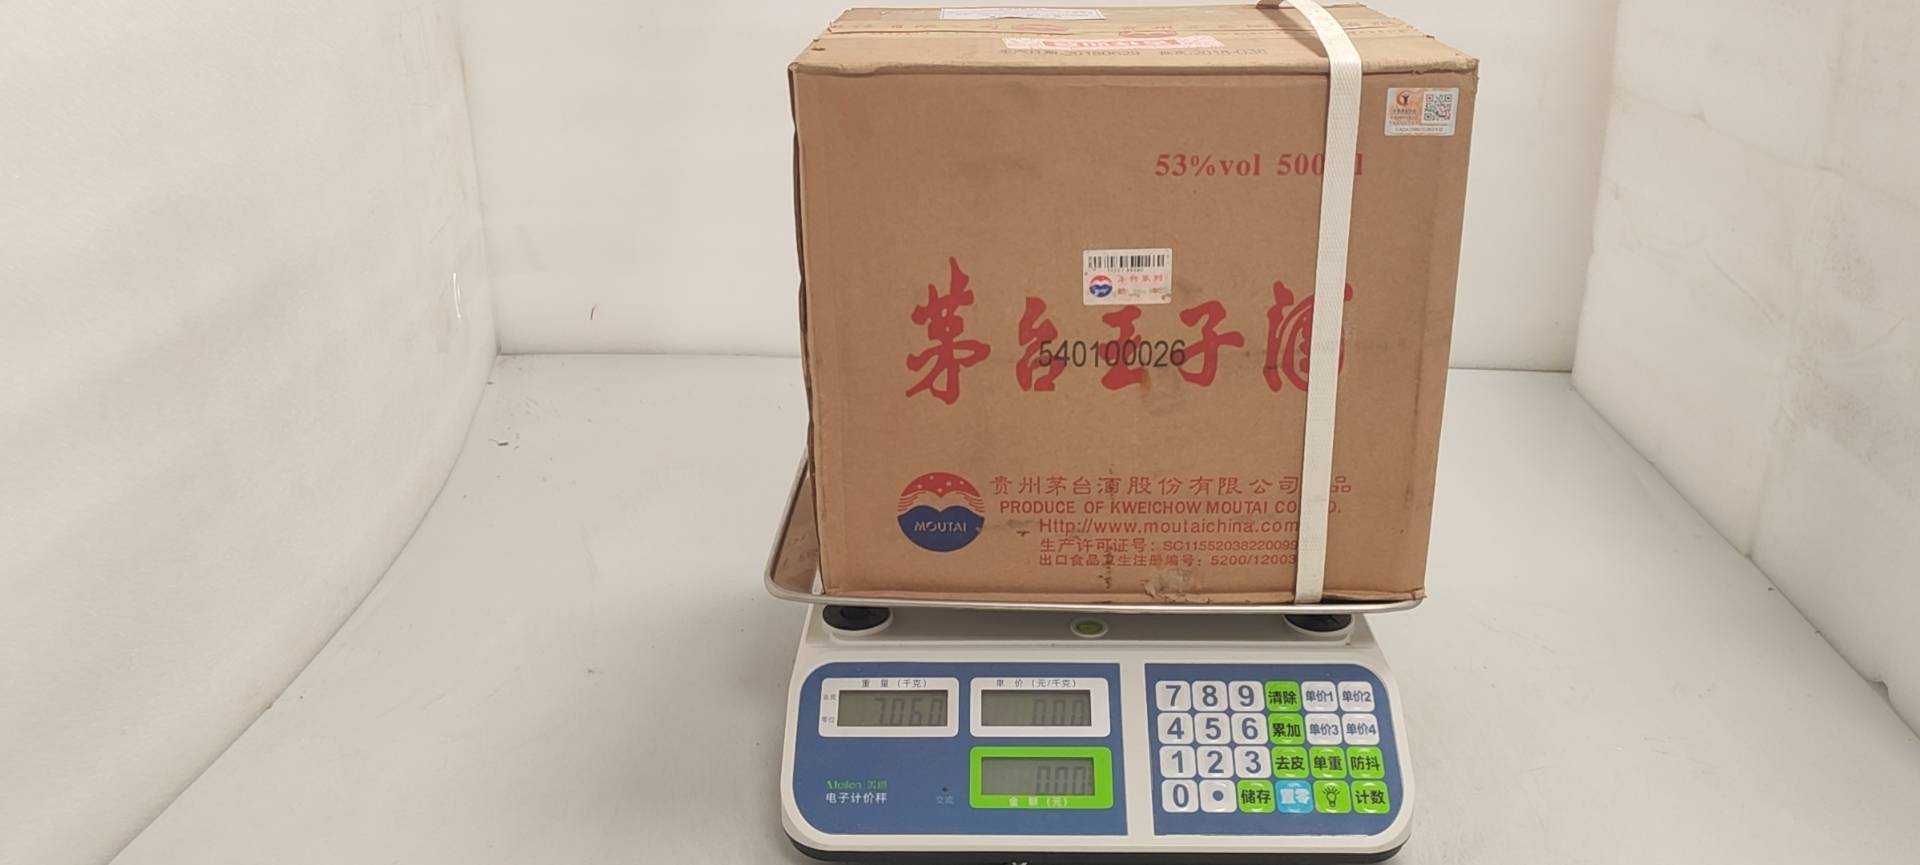 53%vol 500
茅台王子酒
540100026
贵州茅台酒股份有限公司 品
MOUTAI
PRODUCE OF KWEICHOW MOUTAI CO
Http://www.moutaichina.com
生产许可证号：SC11552038220099
出口食品卫生注册编号：5200/12003
重 量 (千克)
单 价 (元/千克)
7.060
0.00
0.00
金 额 (元)
Meilen
电子计价秤
交流
7 8 9 清除 单价1 单价2
4 5 6 累加 单价3 单价4
1 2 3 去皮 单重 防抖
0 . 储存 置零 计数